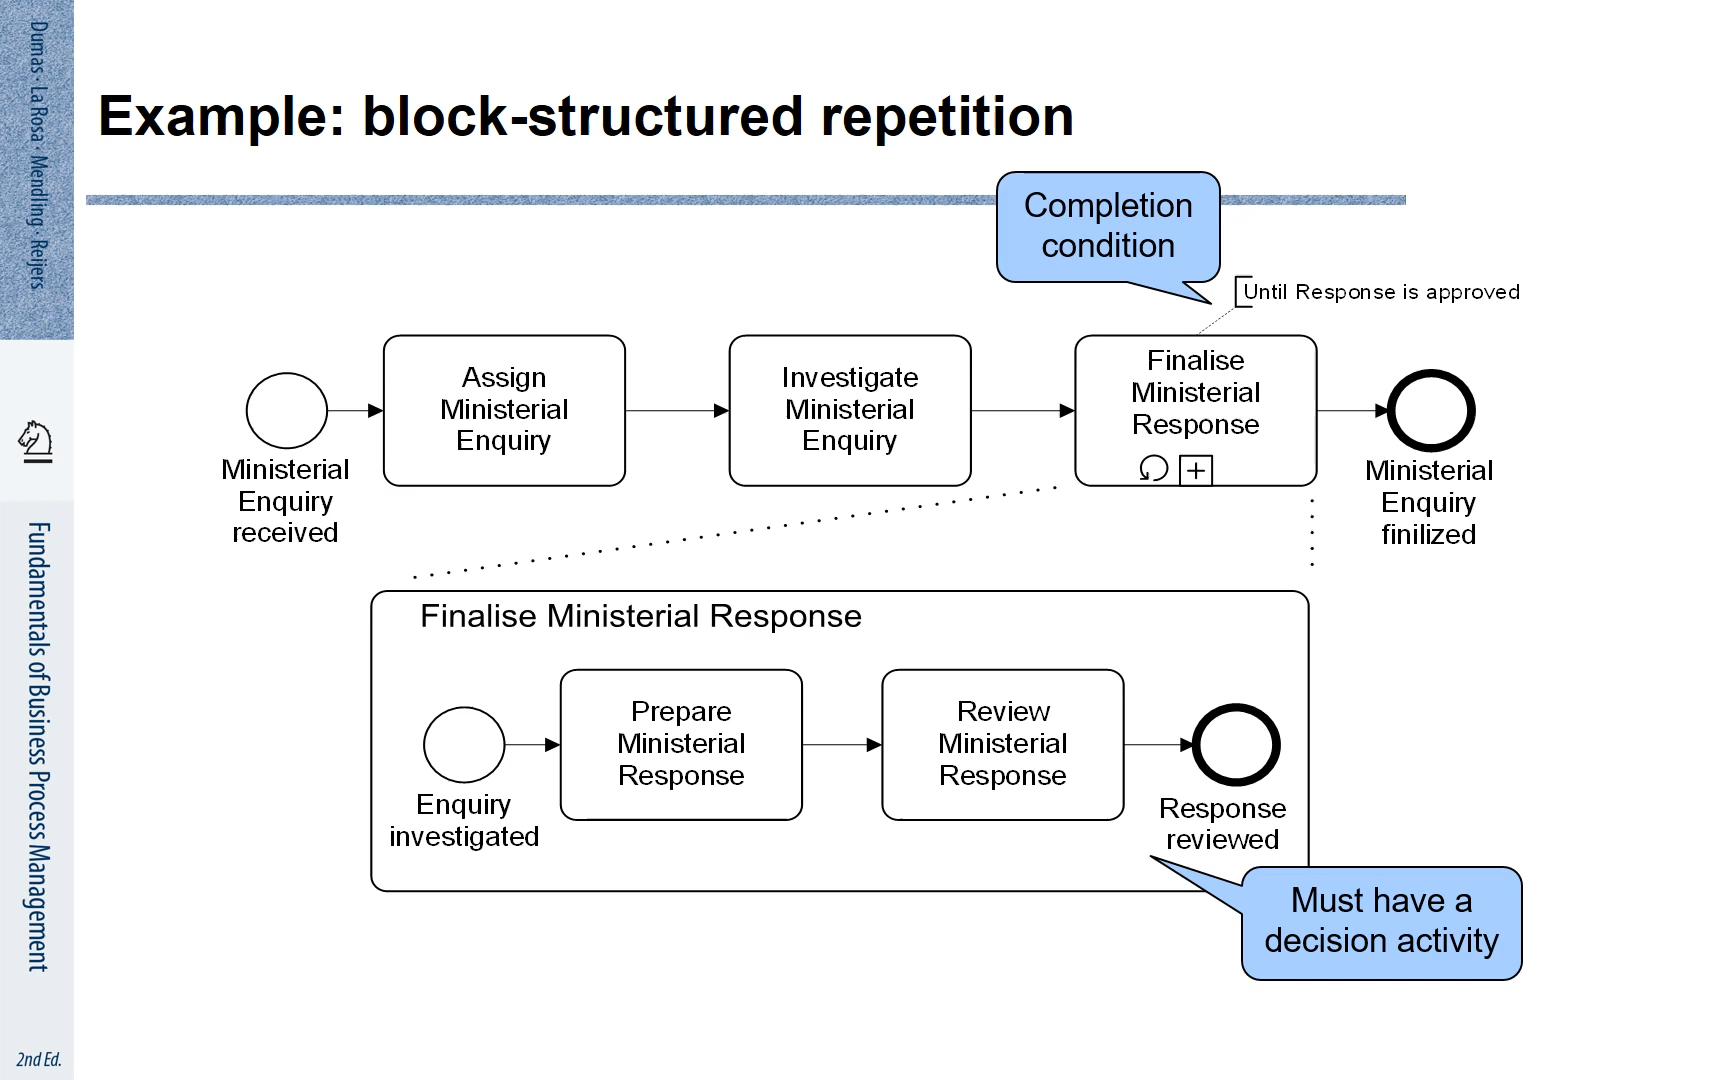 Dumas · La Rosa · Mendling · Reijers
Fundamentals of Business Process Management
2nd Ed.
Example: block-structured repetition
Completion
condition
Until Response is approved
Assign
Ministerial
Enquiry
Investigate
Ministerial
Enquiry
Finalise
Ministerial
Response
Ministerial
Enquiry
received
Ministerial
Enquiry
finilized
Finalise Ministerial Response
Prepare
Ministerial
Response
Review
Ministerial
Response
Enquiry
investigated
Response
reviewed
Must have a
decision activity